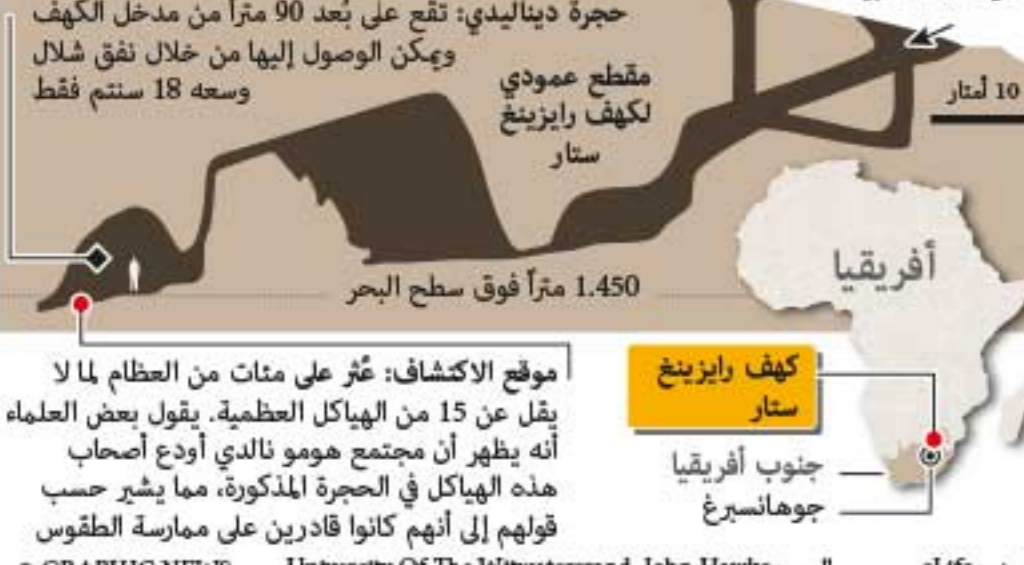 حجرة ديناليدي: تقع على بُعد 90 متراً من مدخل الكهف
ويمكن الوصول إليها من خلال نفق شلال
وسعه 18 سنتم فقط
مقطع عمودي
لكهف رايزينغ
ستار
10 أمتار
أفريقيا
1.450 متراً فوق سطح البحر
كهف رايزينغ
ستار
جنوب أفريقيا
جوهانسبرغ
موقع الاكتشاف: عُثر على مئات من العظام لما لا
يقل عن 15 من الهياكل العظمية. يقول بعض العلماء
أنه يظهر أن مجتمع هومو نالدي أودع أصحاب
هذه الهياكل في الحجرة المذكورة، مما يشير حسب
قولهم إلى أنهم كانوا قادرين على ممارسة الطقوس
GRAPHIC NEWS University Of The Witwatersrand, John Hawks